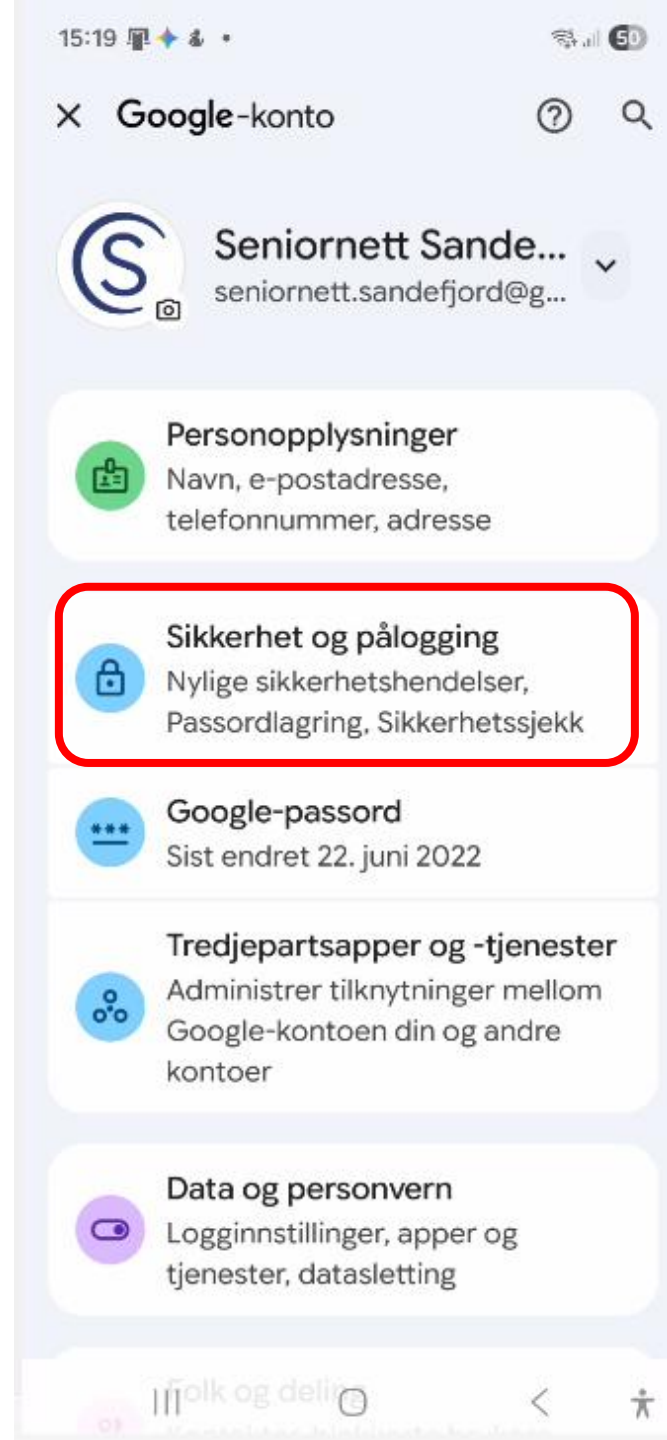 15:19
50
Google-konto
S
Seniornett Sande...
seniornett.sandefjord@g...
Personopplysninger
Navn, e-postadresse,
telefonnummer, adresse
Sikkerhet og pålogging
Nylige sikkerhetshendelser,
Passordlagring, Sikkerhetssjekk
Google-passord
Sist endret 22. juni 2022
Tredjepartsapper og -tjenester
Administrer tilknytninger mellom
Google-kontoen din og andre
kontoer
Data og personvern
Logginnstillinger, apper og
tjenester, datasletting
Folk og deling